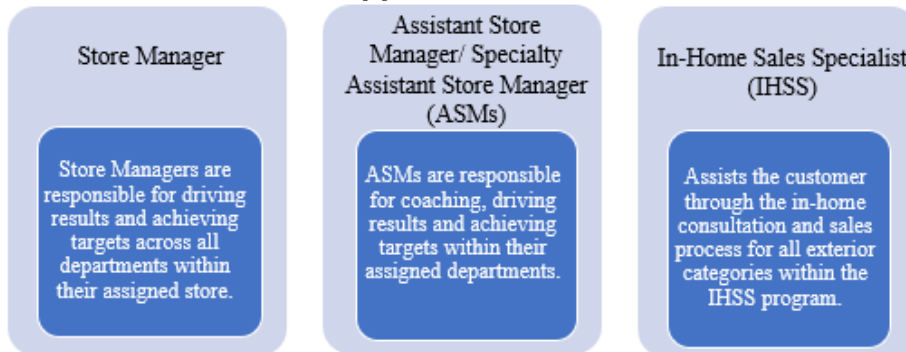 Store Manager
Store Managers are
responsible for driving
results and achieving
targets across all
departments within
their assigned store.
Assistant Store
Manager/ Specialty
Assistant Store Manager
(ASMs)
ASMs are responsible
for coaching, driving
results and achieving
targets within their
assigned departments.
In-Home Sales Specialist
(IHSS)
Assists the customer
through the in-home
consultation and sales
process for all exterior
categories within the
IHSS program.